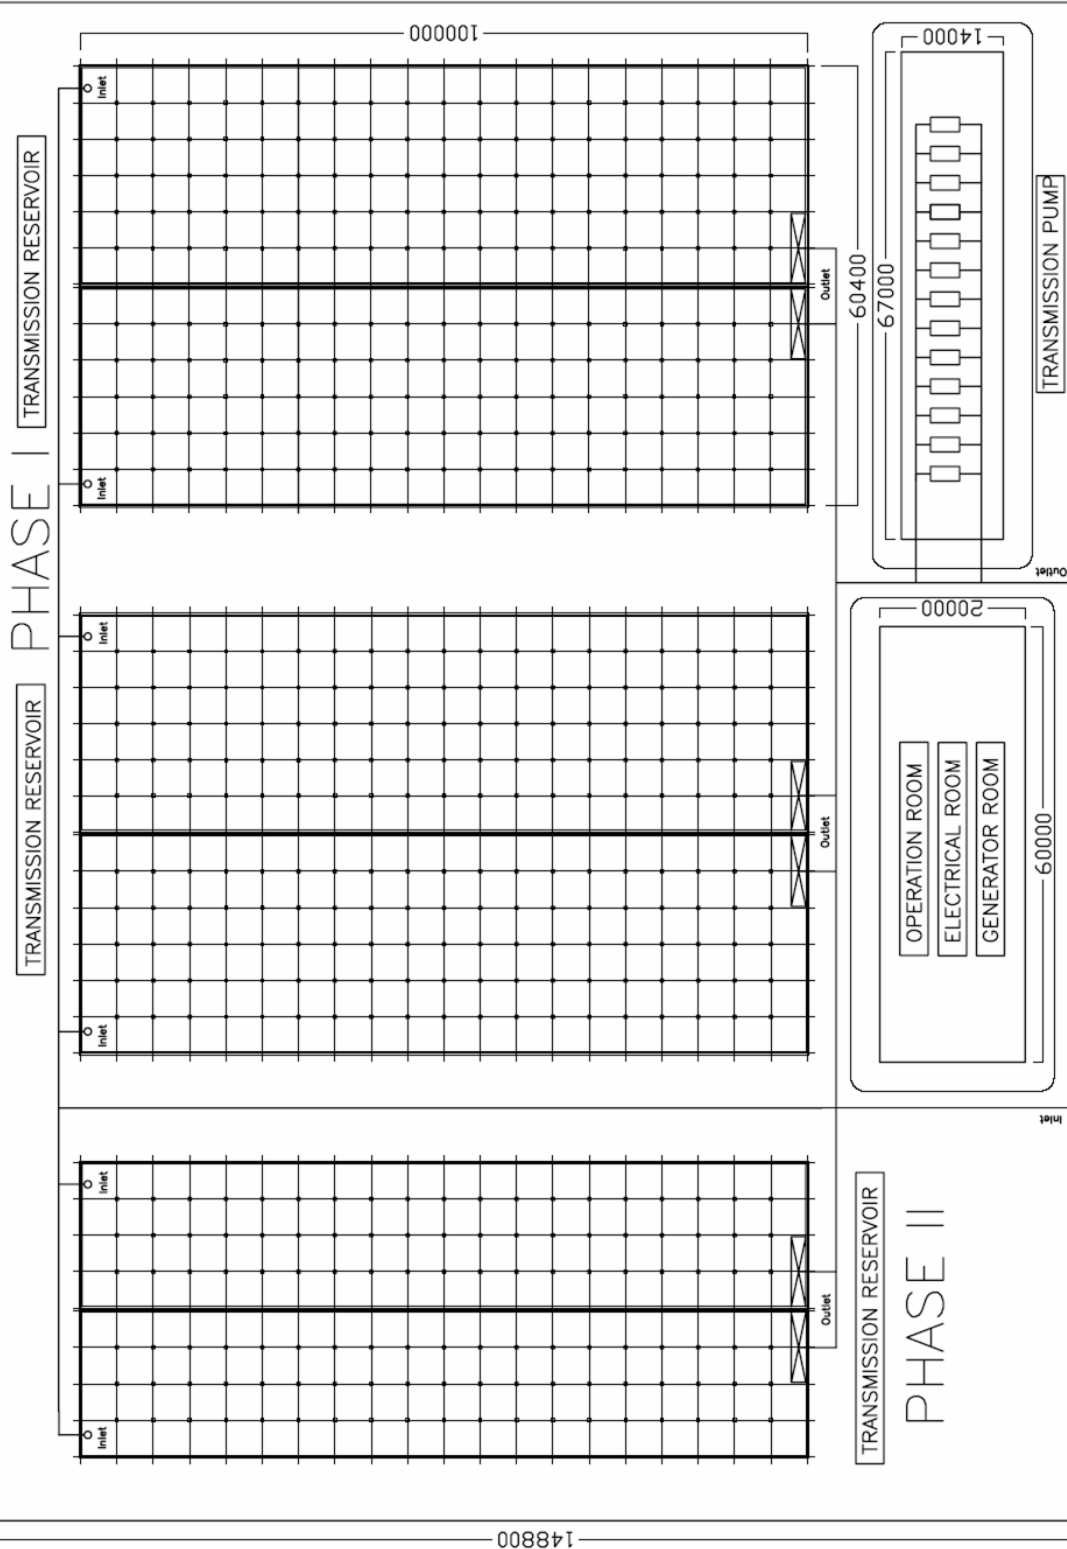 100000
14000
Inlet
TRANSMISSION RESERVOIR
PHASE I
Outlet
60400
67000
TRANSMISSION PUMP
Inlet
Outlet
20000
Inlet
TRANSMISSION RESERVOIR
Outlet
OPERATION ROOM
ELECTRICAL ROOM
GENERATOR ROOM
60000
Inlet
Inlet
Inlet
Outlet
TRANSMISSION RESERVOIR
PHASE II
Inlet
148800